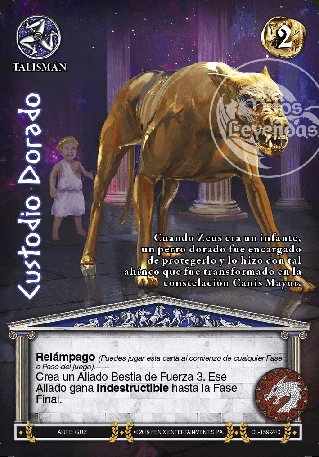 TALISMAN
2
Mitos
Leyendas
Custodio Dorado
Cuando Zeus era un infante,
un perro dorado fue encargado
de protegerlo y lo hizo con tal
ahínco que fue transformado en la
constelación Canis Mayor.
Relámpago (Puedes jugar esta carta al comienzo de cualquier Fase
o Paso del juego).
Crea un Aliado Bestia de Fuerza 3. Ese
Aliado gana Indestructible hasta la Fase
Final.
ARTE: